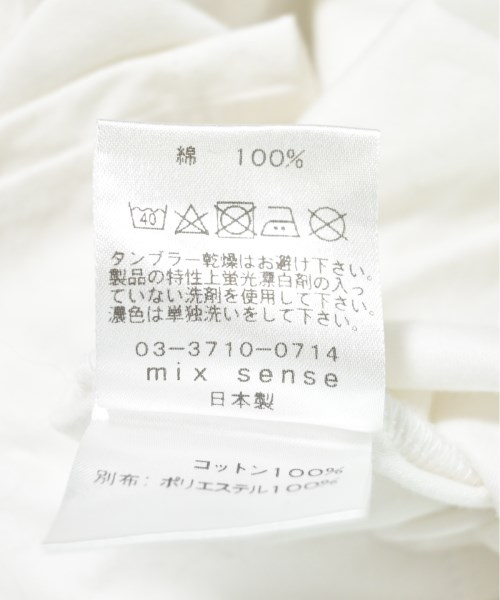 綿 100%
40
タンブラー乾燥はお避け下さい。
製品の特性上蛍光漂白剤の入っ
ていない洗剤を使用して下さい。
濃色は単独洗いをして下さい。
03-3710-0714
mix sense
日本製
コットン100%
別布：ポリエステル100%